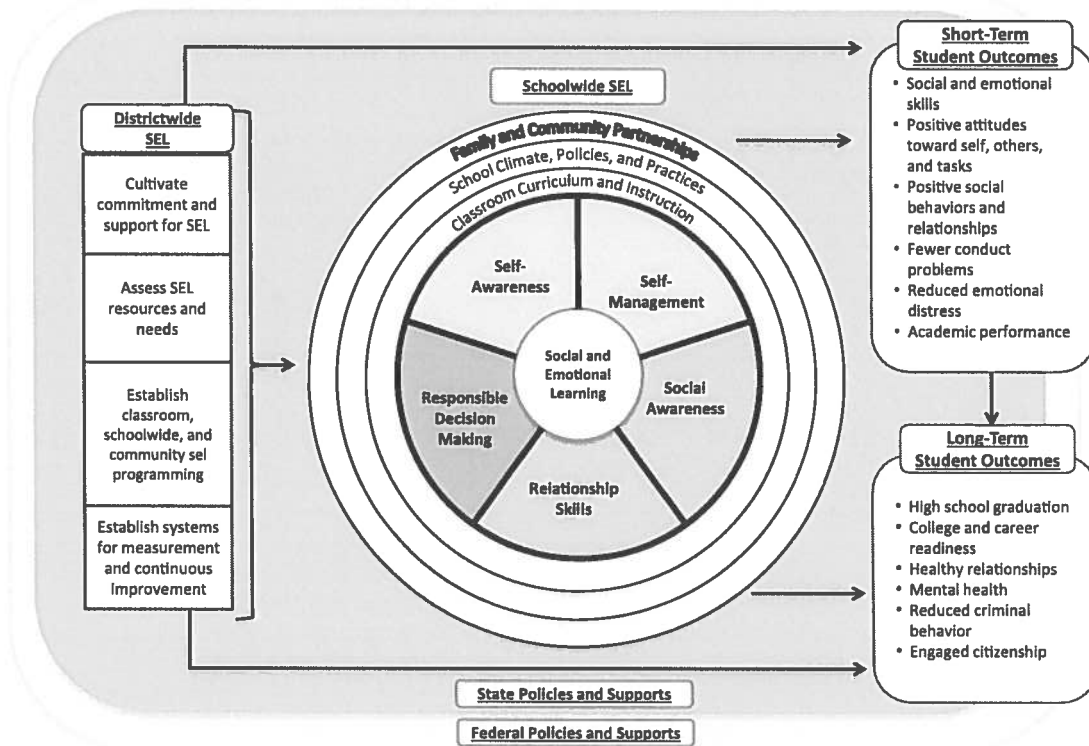 Districtwide
SEL
Cultivate
commitment and
support for SEL
Assess SEL
resources and
needs
Establish
classroom,
schoolwide, and
community sel
programming
Establish systems
for measurement
and continuous
improvement
Schoolwide SEL
Family and Community Partnerships
School Climate, Policies, and Practices
Classroom Curriculum and Instruction
Self-
Awareness
Self-
Management
Social and
Emotional
Learning
Social
Awareness
Responsible
Decision
Making
Relationship
Skills
Short-Term
Student Outcomes
• Social and emotional
skills
• Positive attitudes
toward self, others,
and tasks
• Positive social
behaviors and
relationships
• Fewer conduct
problems
• Reduced emotional
distress
• Academic performance
Long-Term
Student Outcomes
• High school graduation
• College and career
readiness
• Healthy relationships
• Mental health
• Reduced criminal
behavior
• Engaged citizenship
State Policies and Supports
Federal Policies and Supports